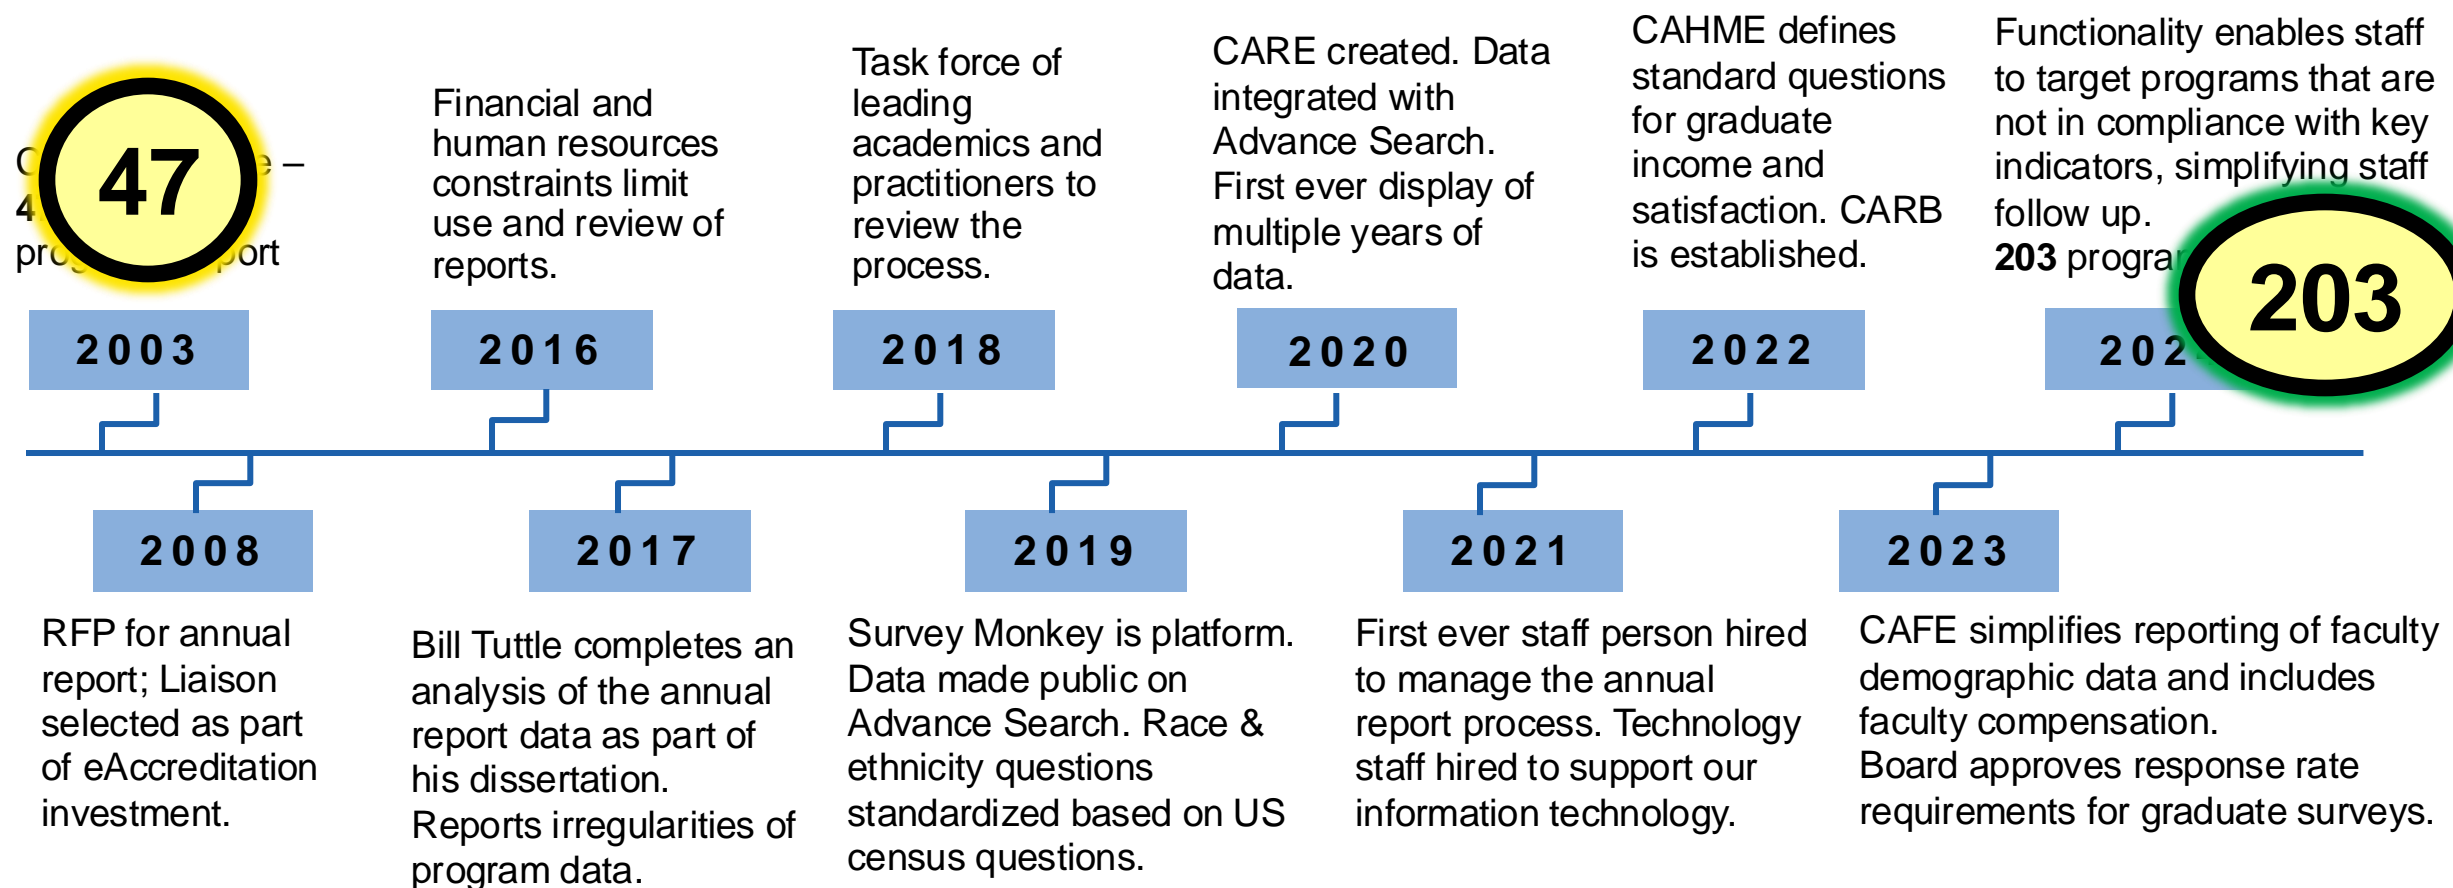 47
–
port
2003
Financial and
human resources
constraints limit
use and review of
reports.
2016
Task force of
leading
academics and
practitioners to
review the
process.
2018
CARE created. Data
integrated with
Advance Search.
First ever display of
multiple years of
data.
2020
CAHME defines
standard questions
for graduate
income and
satisfaction. CARB
is established.
2022
Functionality enables staff
to target programs that are
not in compliance with key
indicators, simplifying staff
follow up.
203
203
2008
RFP for annual
report; Liaison
selected as part
of eAccreditation
investment.
2017
Bill Tuttle completes an
analysis of the annual
report data as part of
his dissertation.
Reports irregularities of
program data.
2019
Survey Monkey is platform.
Data made public on
Advance Search. Race &
ethnicity questions
standardized based on US
census questions.
2021
First ever staff person hired
to manage the annual
report process. Technology
staff hired to support our
information technology.
2023
CAFE simplifies reporting of faculty
demographic data and includes
faculty compensation.
Board approves response rate
requirements for graduate surveys.